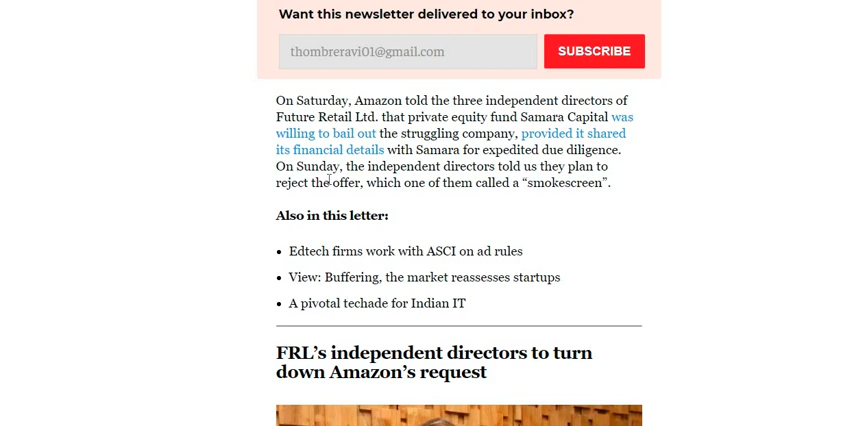 Want this newsletter delivered to your inbox?
thombreravi01@gmail.com
SUBSCRIBE
On Saturday, Amazon told the three independent directors of
Future Retail Ltd. that private equity fund Samara Capital was
willing to bail out the struggling company, provided it shared
its financial details with Samara for expedited due diligence.
On Sunday, the independent directors told us they plan to
reject the offer, which one of them called a “smokescreen”.
Also in this letter:
• Edtech firms work with ASCI on ad rules
• View: Buffering, the market reassesses startups
• A pivotal techade for Indian IT
FRL’s independent directors to turn
down Amazon’s request